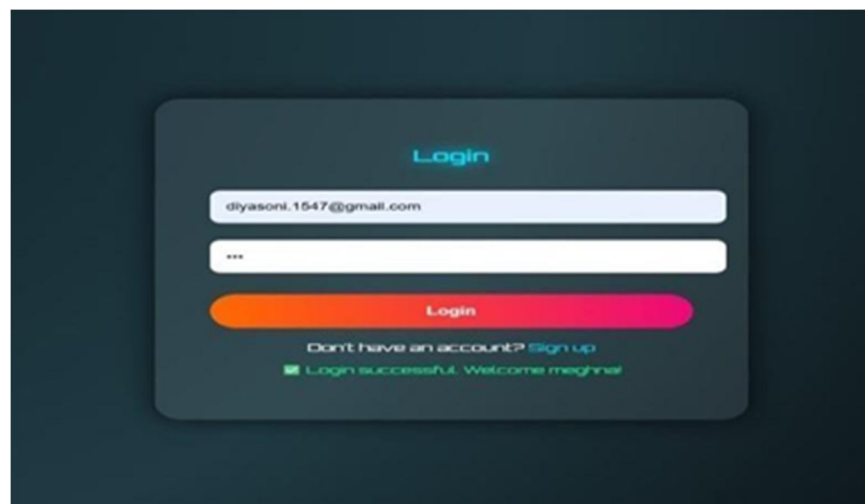 Login
diyasoni.1547@gmail.com
•••
Login
Don't have an account? Sign up
✅ Login successful. Welcome meghna!